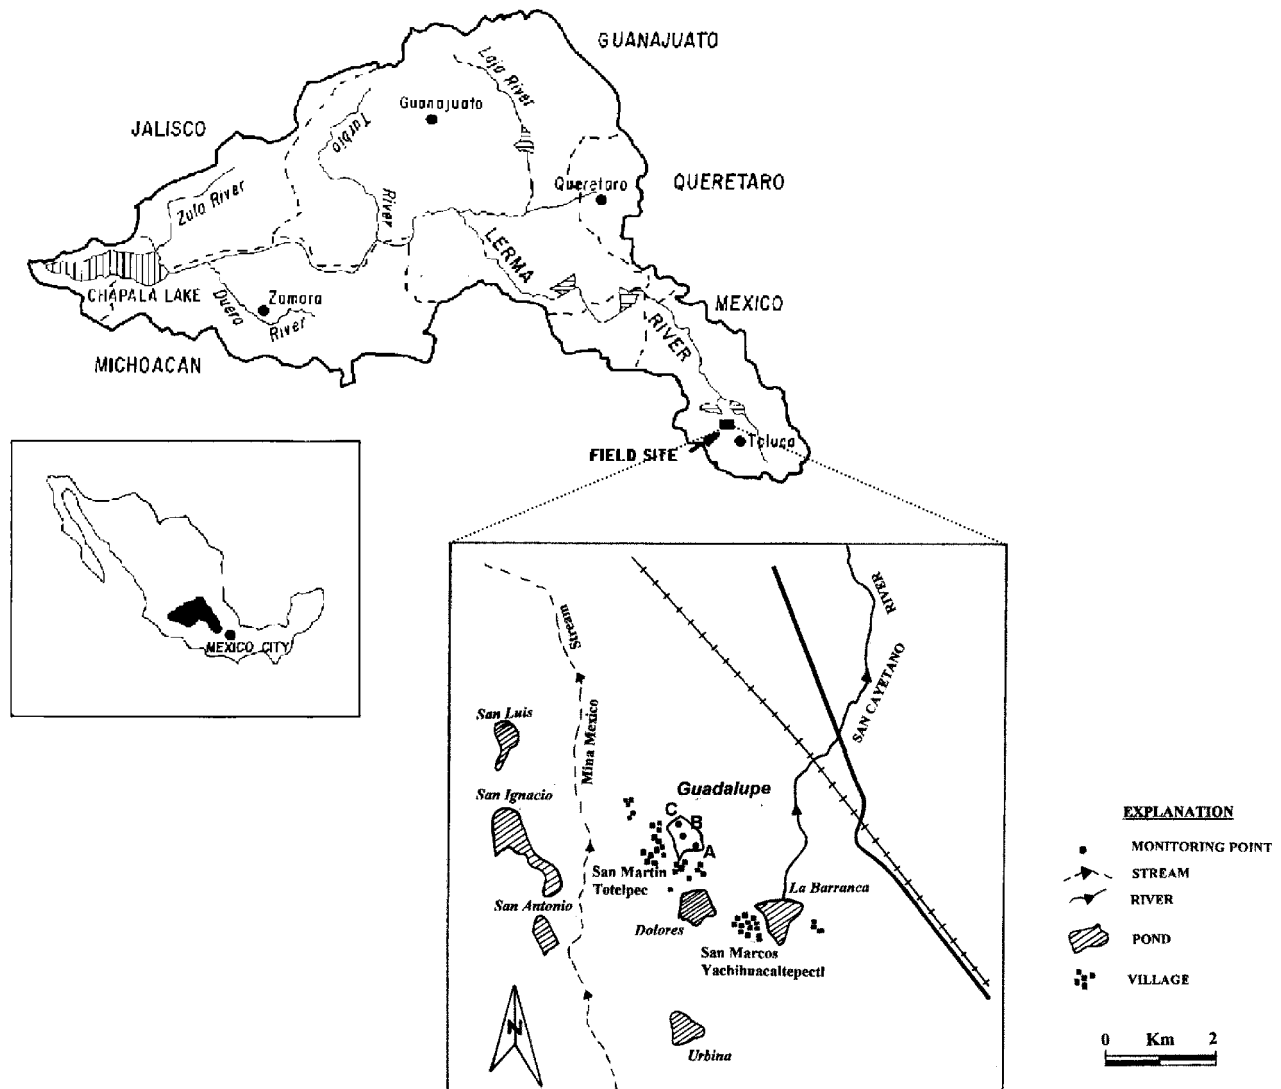 GUANAJUATO
Laja River
Guanajuato
JALISCO
Turbio
River
Queretaro
QUERETARO
Zula River
LERMA
RIVER
CHAPALA LAKE
Duero
River
Zamora
MEXICO
MICHOACAN
FIELD SITE
Toluca
MEXICO CITY
Stream
Mina Mexico
RIVER
SAN CAYETANO
San Luis
San Ignacio
Guadalupe
C
B
A
San Martin
Totelpec
La Barranca
San Antonio
Dolores
San Marcos
Yachihuacaltepectl
N
Urbina
EXPLANATION
MONITORING POINT
STREAM
RIVER
POND
VILLAGE
0 Km 2